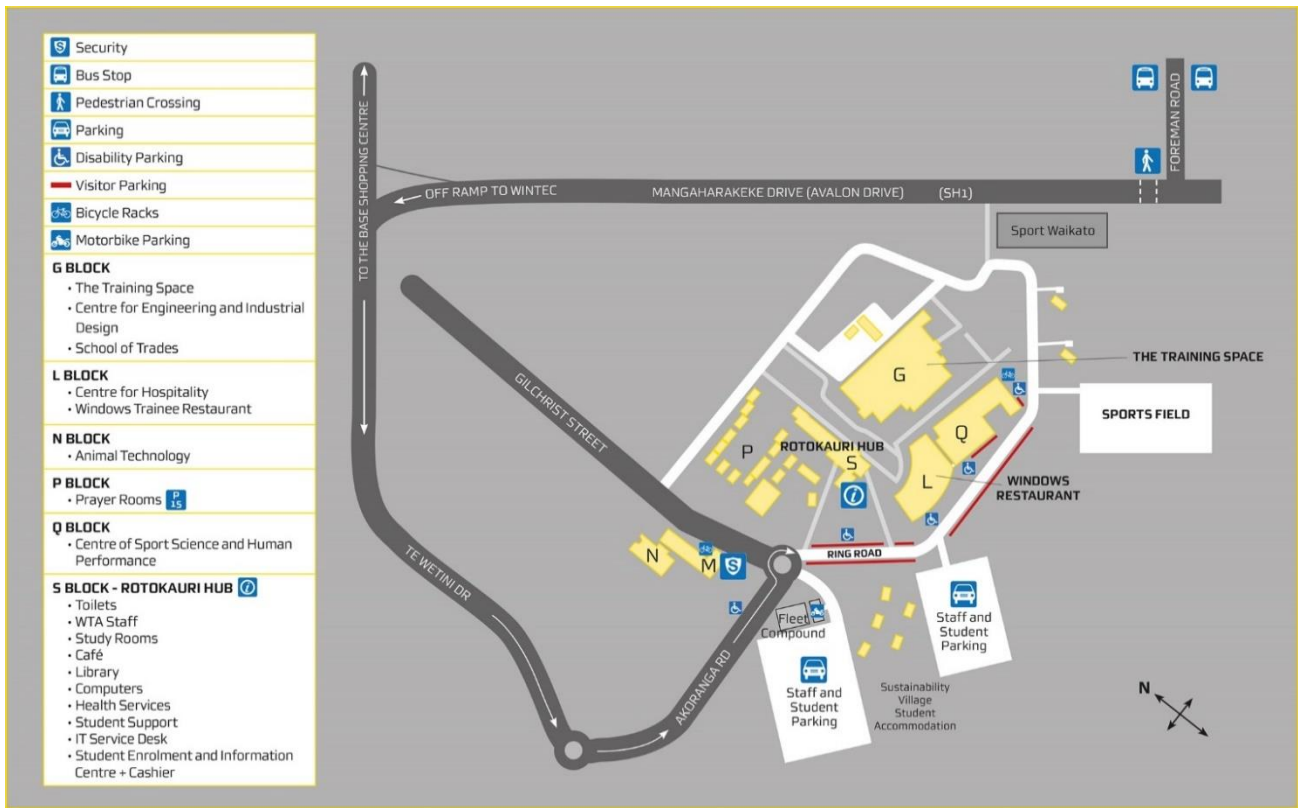 Security
Bus Stop
Pedestrian Crossing
Parking
Disability Parking
Visitor Parking
Bicycle Racks
Motorbike Parking
G BLOCK
• The Training Space
• Centre for Engineering and Industrial
Design
• School of Trades
L BLOCK
• Centre for Hospitality
• Windows Trainee Restaurant
N BLOCK
• Animal Technology
P BLOCK
• Prayer Rooms P 15
Q BLOCK
• Centre of Sport Science and Human
Performance
S BLOCK - ROTOKAURI HUB i
• Toilets
• WTA Staff
• Study Rooms
• Café
• Library
• Computers
• Health Services
• Student Support
• IT Service Desk
• Student Enrolment and Information
Centre + Cashier
TO THE BASE SHOPPING CENTRE
OFF RAMP TO WINTEC
MANGAHARAKEKE DRIVE (AVALON DRIVE)
(SH1)
FOREMAN ROAD
Sport Waikato
GILCHRIST STREET
THE TRAINING SPACE
G
SPORTS FIELD
Q
P
ROTOKAURI HUB
S
i
L
WINDOWS
RESTAURANT
N
M
S
RING ROAD
TE WETINI DR
AKORANGA RD
Fleet
Compound
Staff and
Student
Parking
Staff and
Student
Parking
Sustainability
Village
Student
Accommodation
N